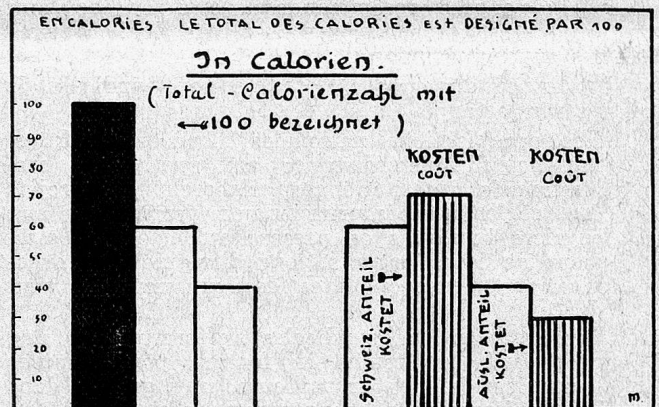 EN CALORIES LE TOTAL DES CALORIES EST DESIGNÉ PAR 100
In Calorien.
(Total - Calorienzahl mit
100 bezeichnet)
KOSTEN KOSTEN
COÛT COÛT
100
90
80
70
60
50
40
30
20
10
Schweiz. ANTEIL
KOSTET
AÜSL. ANTEIL
KOSTET
m